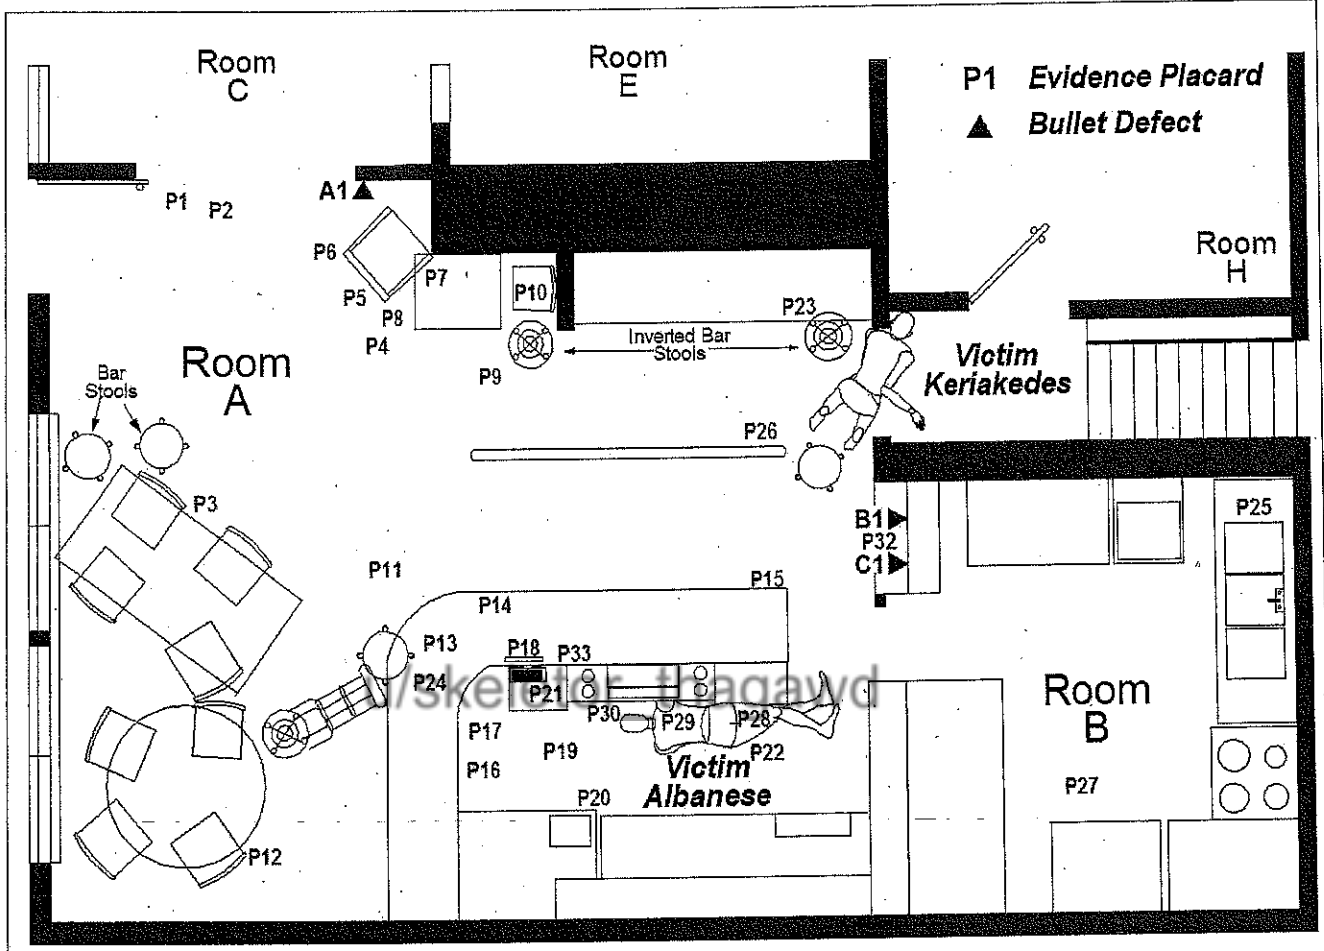 Room
C
Room
E
P1 Evidence Placard
▲ Bullet Defect
A1
P1
P2
P6
P7
P10
P5
P8
P4
P23
Room
H
Inverted Bar
Stools
Victim
Keriakedes
Room
A
P9
Bar
Stools
P26
P3
B1
P32
C1
P25
P11
P15
P14
P13
P18
P33
P24
u/skeletor_thagawd
P21
P30
P29
P28
P17
P19
P22
P16
Victim
Albanese
P20
Room
B
P27
P12